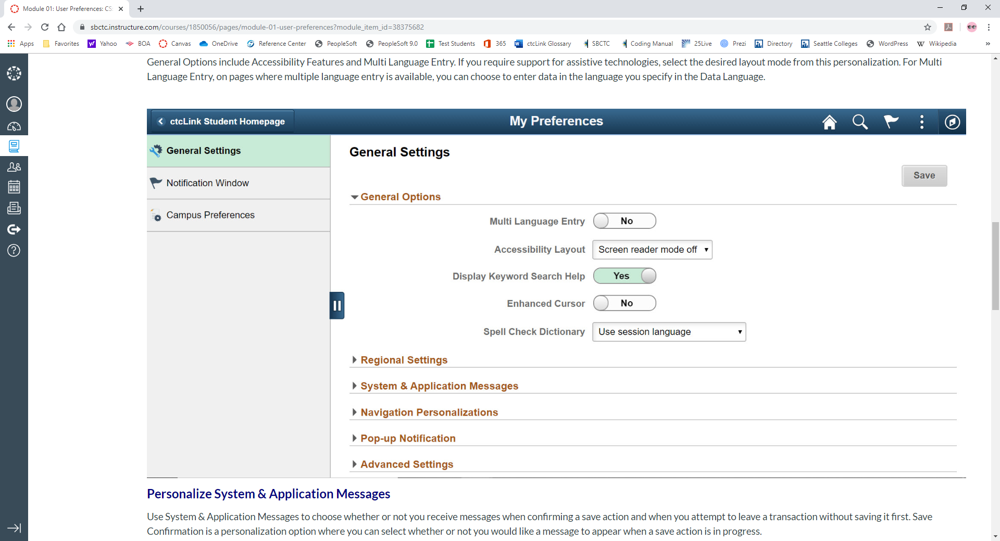 Module 01: User Preferences: CS
sbctc.instructure.com/courses/1850056/pages/module-01-user-preferences?module_item_id=38375682
Apps Favorites Yahoo BOA Canvas OneDrive Reference Center PeopleSoft PeopleSoft 9.0 Test Students 365 ctcLink Glossary SBCTC Coding Manual 25Live Prezi Directory Seattle Colleges WordPress Wikipedia »
General Options include Accessibility Features and Multi Language Entry. If you require support for assistive technologies, select the desired layout mode from this personalization. For Multi
Language Entry, on pages where multiple language entry is available, you can choose to enter data in the language you specify in the Data Language.
ctcLink Student Homepage
My Preferences
General Settings
Notification Window
Campus Preferences
General Settings
Save
General Options
Multi Language Entry No
Accessibility Layout Screen reader mode off
Display Keyword Search Help Yes
Enhanced Cursor No
Spell Check Dictionary Use session language
Regional Settings
System & Application Messages
Navigation Personalizations
Pop-up Notification
Advanced Settings
Personalize System & Application Messages
Use System & Application Messages to choose whether or not you receive messages when confirming a save action and when you attempt to leave a transaction without saving it first. Save
Confirmation is a personalization option where you can select whether or not you would like a message to appear when a save action is in progress.